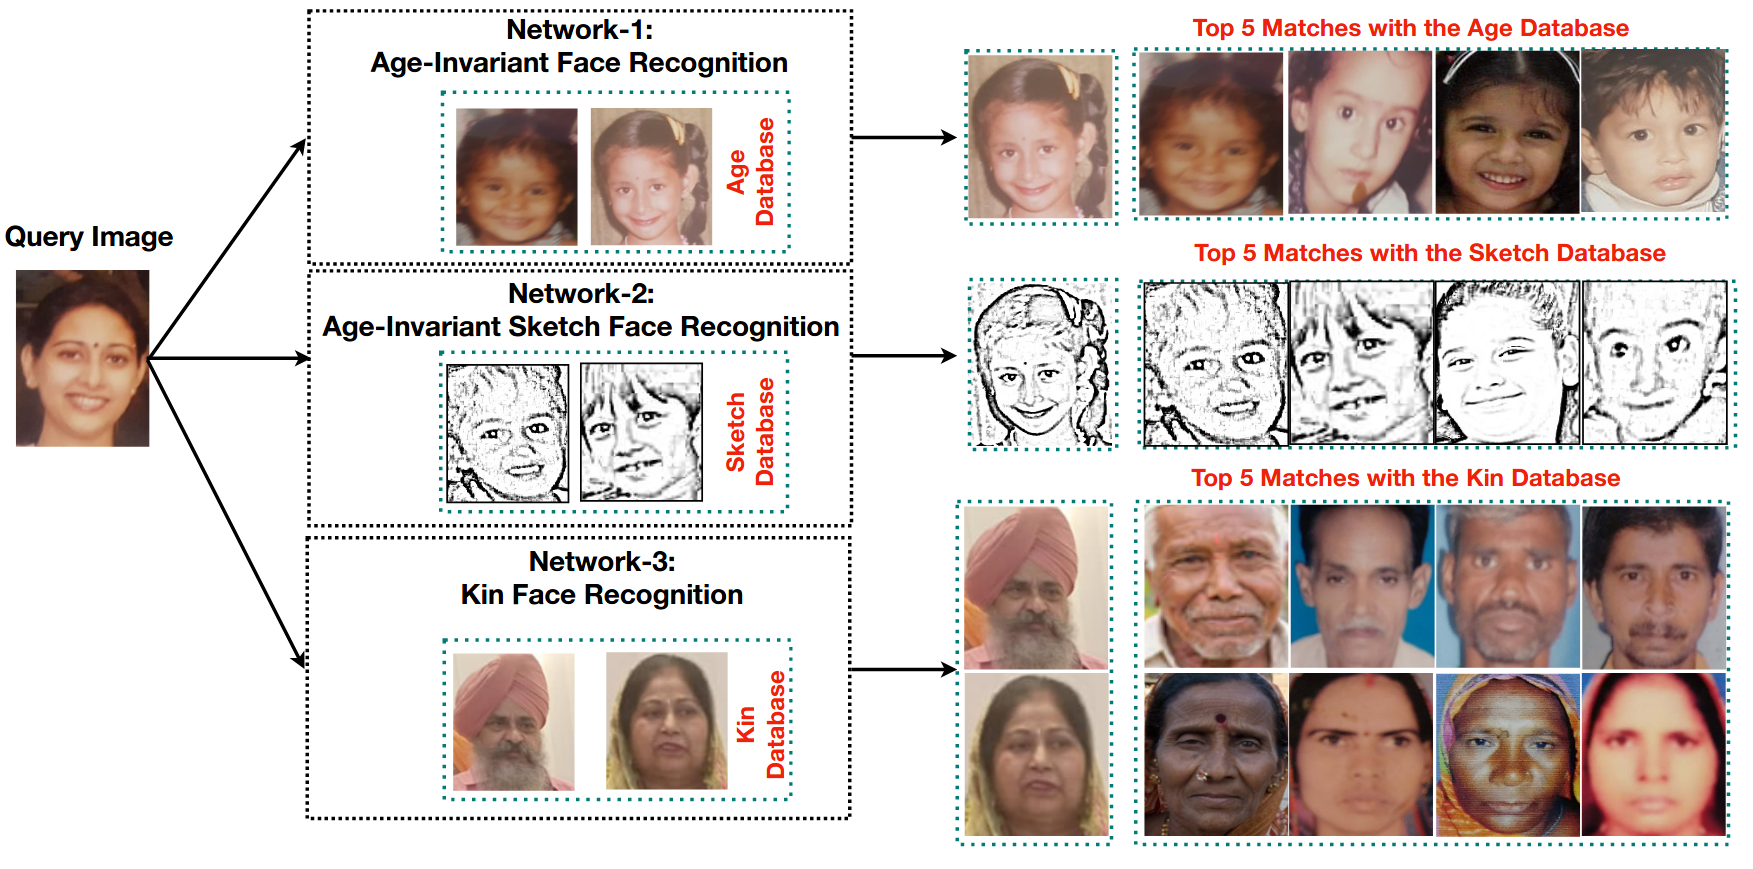 Query Image
Network-1:
Age-Invariant Face Recognition
Age
Database
Network-2:
Age-Invariant Sketch Face Recognition
Sketch
Database
Network-3:
Kin Face Recognition
Kin
Database
Top 5 Matches with the Age Database
Top 5 Matches with the Sketch Database
Top 5 Matches with the Kin Database